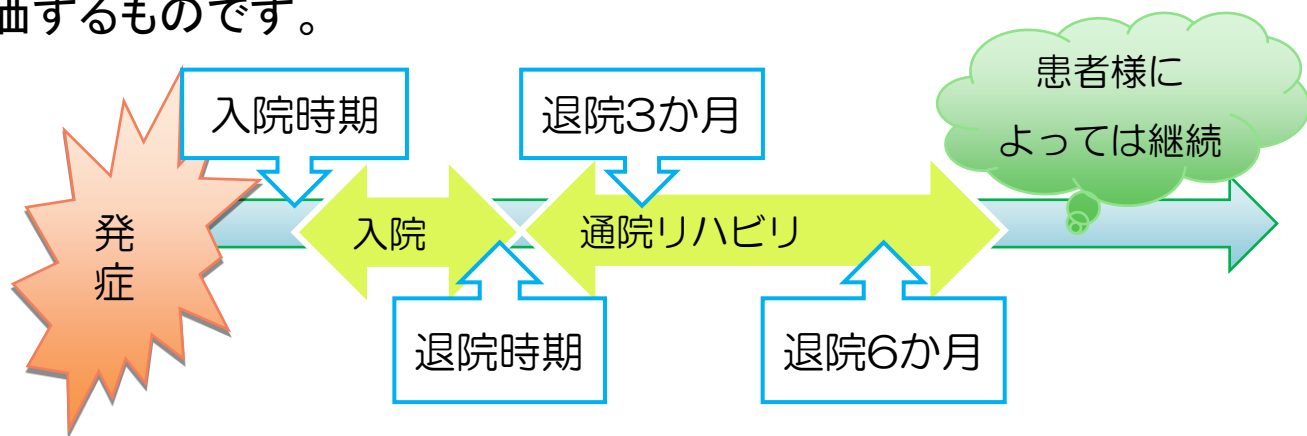 価するものです。
患者様に
よっては継続
入院時期
退院3か月
発
症
入院
通院リハビリ
退院時期
退院6か月